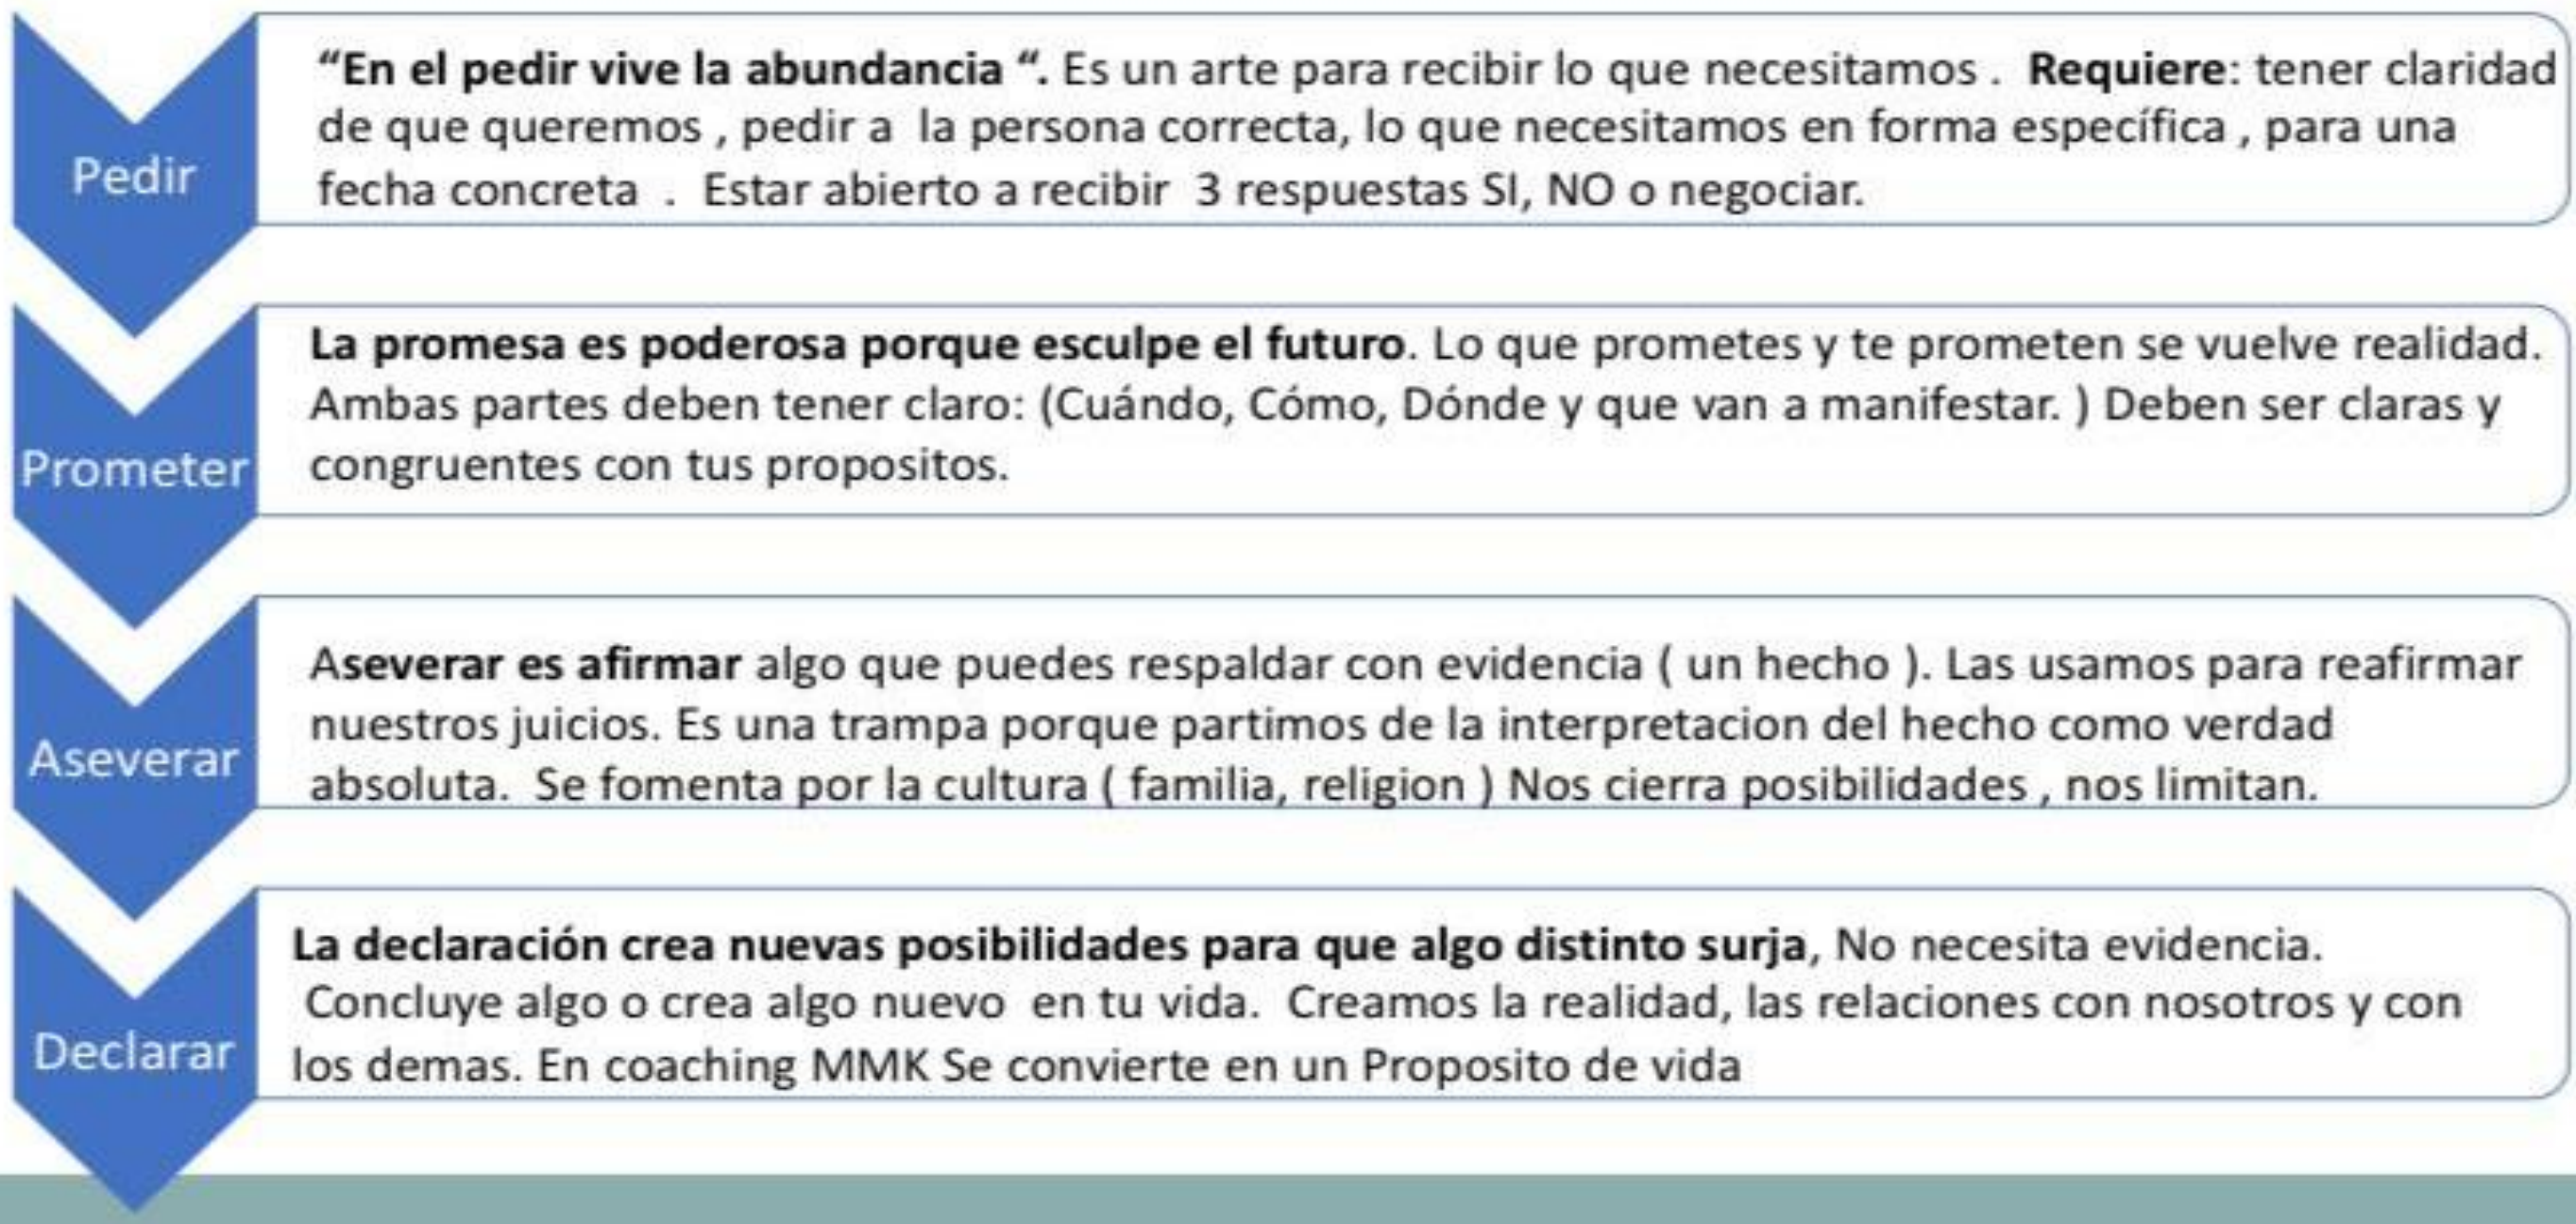 Pedir
“En el pedir vive la abundancia “. Es un arte para recibir lo que necesitamos . Requiere: tener claridad
de que queremos , pedir a la persona correcta, lo que necesitamos en forma específica , para una
fecha concreta . Estar abierto a recibir 3 respuestas SI, NO o negociar.
Prometer
La promesa es poderosa porque esculpe el futuro. Lo que prometes y te prometen se vuelve realidad.
Ambas partes deben tener claro: (Cuándo, Cómo, Dónde y que van a manifestar. ) Deben ser claras y
congruentes con tus propositos.
Aseverar
Aseverar es afirmar algo que puedes respaldar con evidencia ( un hecho ). Las usamos para reafirmar
nuestros juicios. Es una trampa porque partimos de la interpretacion del hecho como verdad
absoluta. Se fomenta por la cultura ( familia, religion ) Nos cierra posibilidades , nos limitan.
Declarar
La declaración crea nuevas posibilidades para que algo distinto surja, No necesita evidencia.
Concluye algo o crea algo nuevo en tu vida. Creamos la realidad, las relaciones con nosotros y con
los demas. En coaching MMK Se convierte en un Proposito de vida